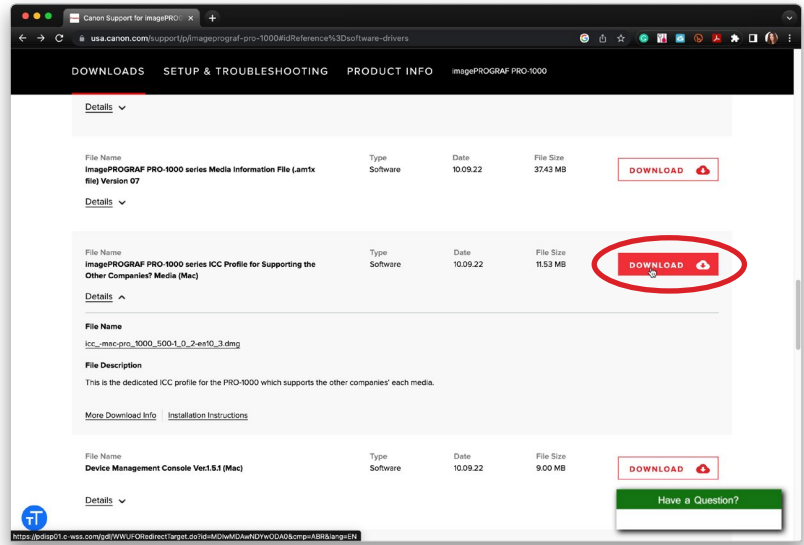 Canon Support for imagePROG
usa.canon.com/support/p/imageprograf-pro-1000#idReference%3Dsoftware-drivers
DOWNLOADS SETUP & TROUBLESHOOTING PRODUCT INFO imagePROGRAF PRO-1000
Details
File Name Type Date File Size
imagePROGRAF PRO-1000 series Media Information File (.am1x Software 10.09.22 37.43 MB DOWNLOAD
file) Version 07
Details
File Name Type Date File Size
imagePROGRAF PRO-1000 series ICC Profile for Supporting the Software 10.09.22 11.53 MB DOWNLOAD
Other Companies? Media (Mac)
Details
File Name
icc_-mac-pro_1000_500-1_0_2-ea10_3.dmg
File Description
This is the dedicated ICC profile for the PRO-1000 which supports the other companies' each media.
More Download Info Installation Instructions
File Name Type Date File Size
Device Management Console Ver.1.5.1 (Mac) Software 10.09.22 9.00 MB DOWNLOAD
Details
Have a Question?
TT
https://pdisp01.c-wss.com/gdl/WWUFORedirectTarget.do?id=MDIwMDAwNDYwODA0&cmp=ABR&lang=EN